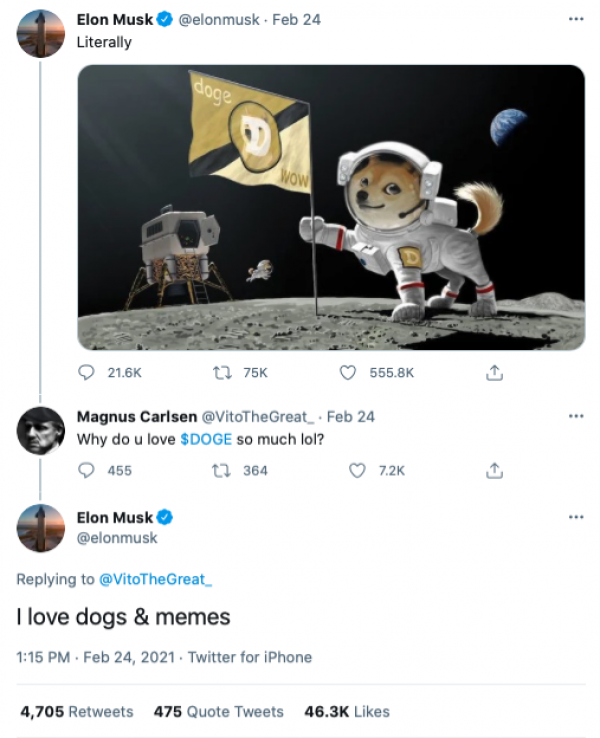 Elon Musk @elonmusk · Feb 24
Literally
doge
D
WOW
D
21.6K 75K 555.8K
Magnus Carlsen @VitoTheGreat_ · Feb 24
Why do u love $DOGE so much lol?
455 364 7.2K
Elon Musk
@elonmusk
Replying to @VitoTheGreat_
I love dogs & memes
1:15 PM · Feb 24, 2021 · Twitter for iPhone
4,705 Retweets 475 Quote Tweets 46.3K Likes